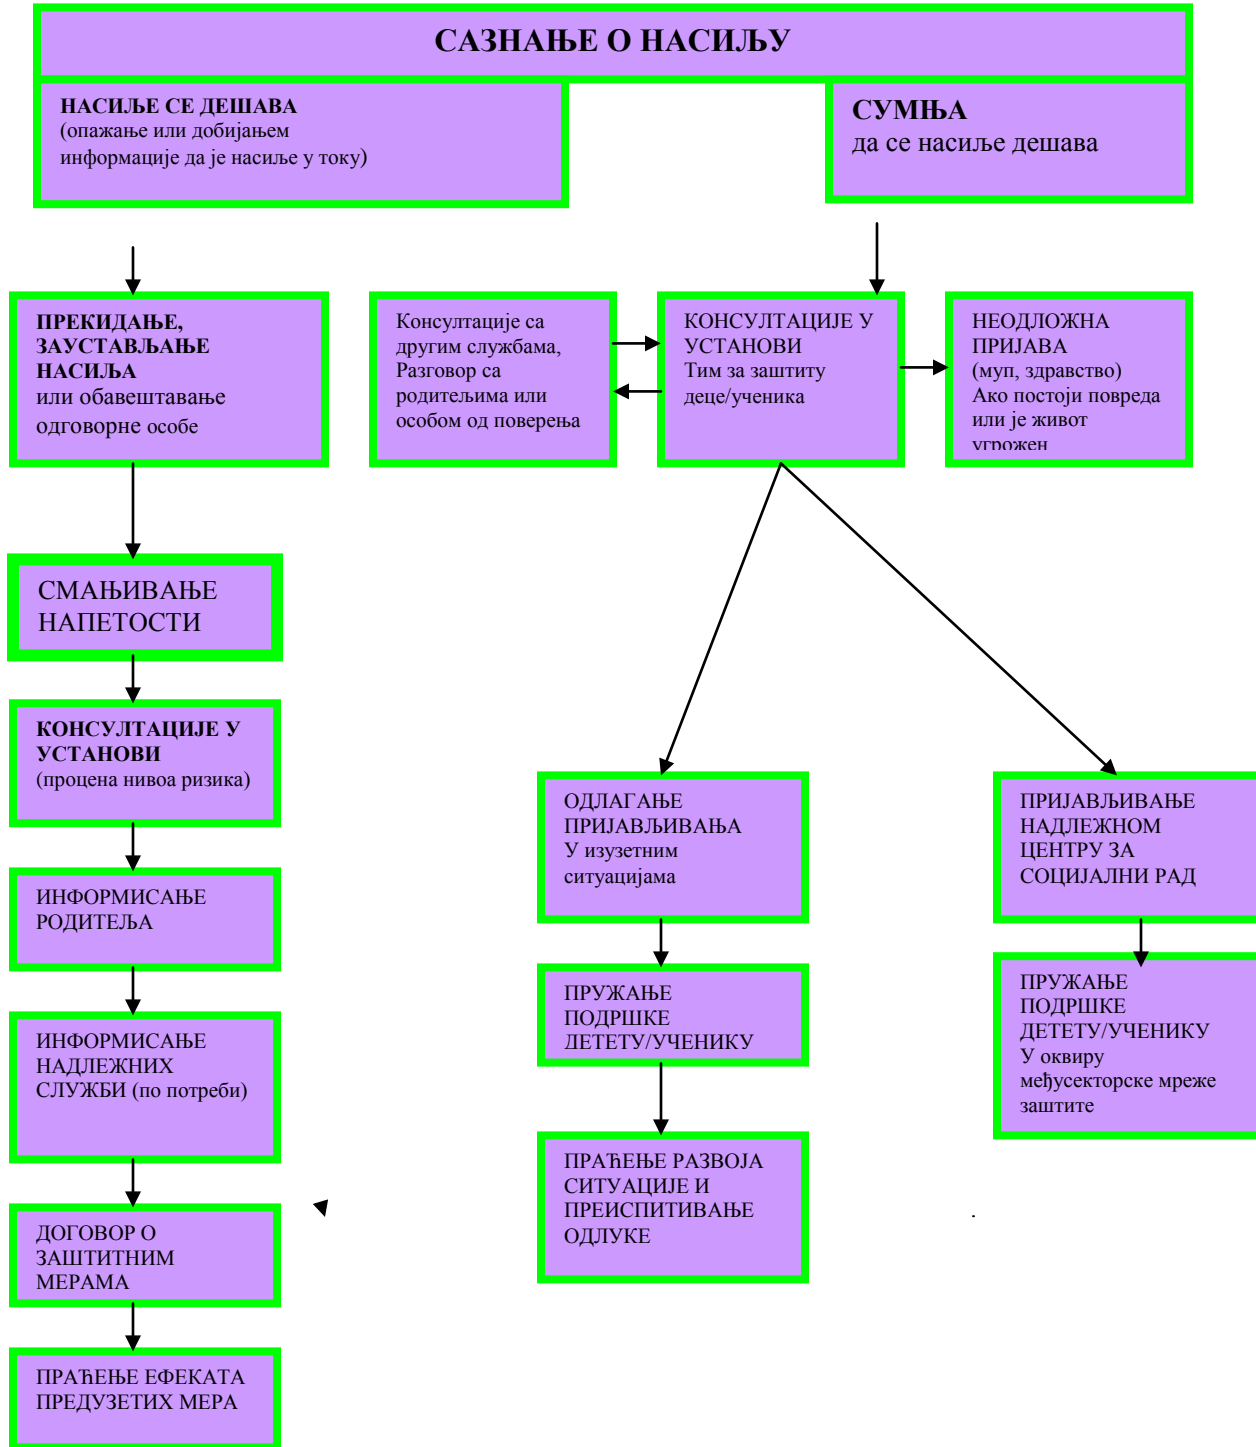 САЗНАЊЕ О НАСИЉУ
НАСИЉЕ СЕ ДЕШАВА
(опажање или добијањем
информације да је насиље у току)
СУМЊА
да се насиље дешава
ПРЕКИДАЊЕ,
ЗАУСТАВЉАЊЕ
НАСИЉА
или обавештавање
одговорне особе
Консултације са
другим службама,
Разговор са
родитељима или
особом од поверења
КОНСУЛТАЦИЈЕ У
УСТАНОВИ
Тим за заштиту
деце/ученика
НЕОДЛОЖНА
ПРИЈАВА
(муп, здравство)
Ако постоји повреда
или је живот
угрожен
СМАЊИВАЊЕ
НАПЕТОСТИ
КОНСУЛТАЦИЈЕ У
УСТАНОВИ
(процена нивоа ризика)
ИНФОРМИСАЊЕ
РОДИТЕЉА
ИНФОРМИСАЊЕ
НАДЛЕЖНИХ
СЛУЖБИ (по потреби)
ДОГОВОР О
ЗАШТИТНИМ
МЕРАМА
ПРАЋЕЊЕ ЕФЕКАТА
ПРЕДУЗЕТИХ МЕРА
ОДЛАГАЊЕ
ПРИЈАВЉИВАЊА
У изузетним
ситуацијама
ПРУЖАЊЕ
ПОДРШКЕ
ДЕТЕТУ/УЧЕНИКУ
ПРАЋЕЊЕ РАЗВОЈА
СИТУАЦИЈЕ И
ПРЕИСПИТИВАЊЕ
ОДЛУКЕ
ПРИЈАВЉИВАЊЕ
НАДЛЕЖНОМ
ЦЕНТРУ ЗА
СОЦИЈАЛНИ РАД
ПРУЖАЊЕ
ПОДРШКЕ
ДЕТЕТУ/УЧЕНИКУ
У оквиру
међусекторске мреже
заштите